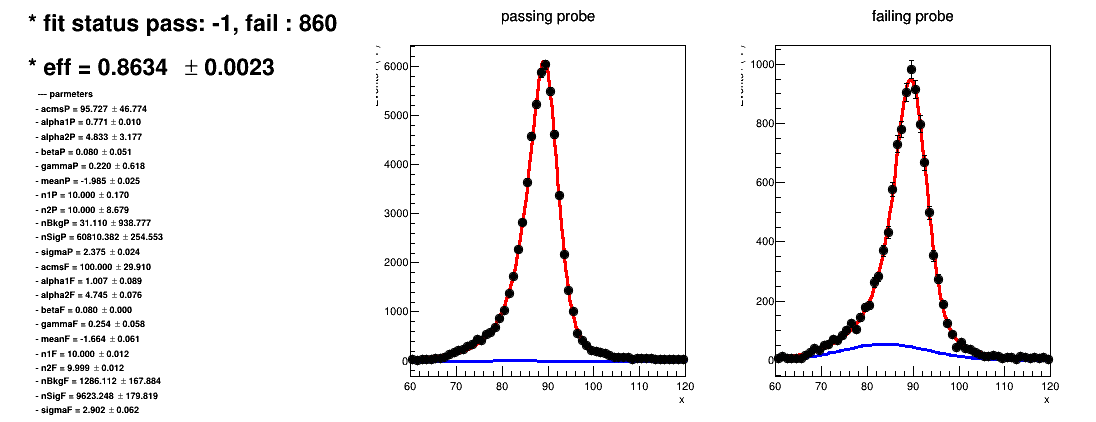 * fit status pass: -1, fail : 860
* eff = 0.8634 ± 0.0023
--- parmeters
- acmsP = 95.727 ± 46.774
- alpha1P = 0.771 ± 0.010
- alpha2P = 4.833 ± 3.177
- betaP = 0.080 ± 0.051
- gammaP = 0.220 ± 0.618
- meanP = -1.985 ± 0.025
- n1P = 10.000 ± 0.170
- n2P = 10.000 ± 8.679
- nBkgP = 31.110 ± 938.777
- nSigP = 60810.382 ± 254.553
- sigmaP = 2.375 ± 0.024
- acmsF = 100.000 ± 29.910
- alpha1F = 1.007 ± 0.089
- alpha2F = 4.745 ± 0.076
- betaF = 0.080 ± 0.000
- gammaF = 0.254 ± 0.058
- meanF = -1.664 ± 0.061
- n1F = 10.000 ± 0.012
- n2F = 9.999 ± 0.012
- nBkgF = 1286.112 ± 167.884
- nSigF = 9623.248 ± 179.819
- sigmaF = 2.902 ± 0.062
passing probe
6000
5000
4000
3000
2000
1000
0
60 70 80 90 100 110 120
x
failing probe
1000
800
600
400
200
0
60 70 80 90 100 110 120
x